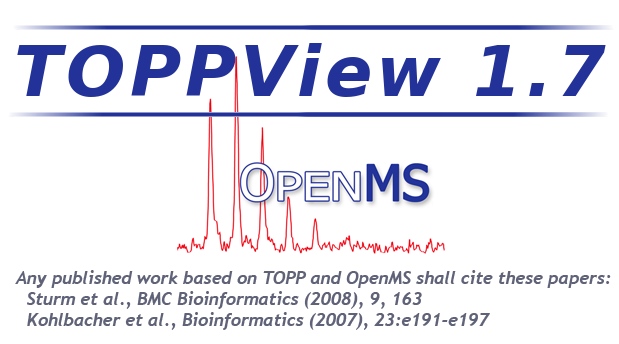 TOPPView 1.7
OPENMS
Any published work based on TOPP and OpenMS shall cite these papers:
Sturm et al., BMC Bioinformatics (2008), 9, 163
Kohlbacher et al., Bioinformatics (2007), 23:e191-e197